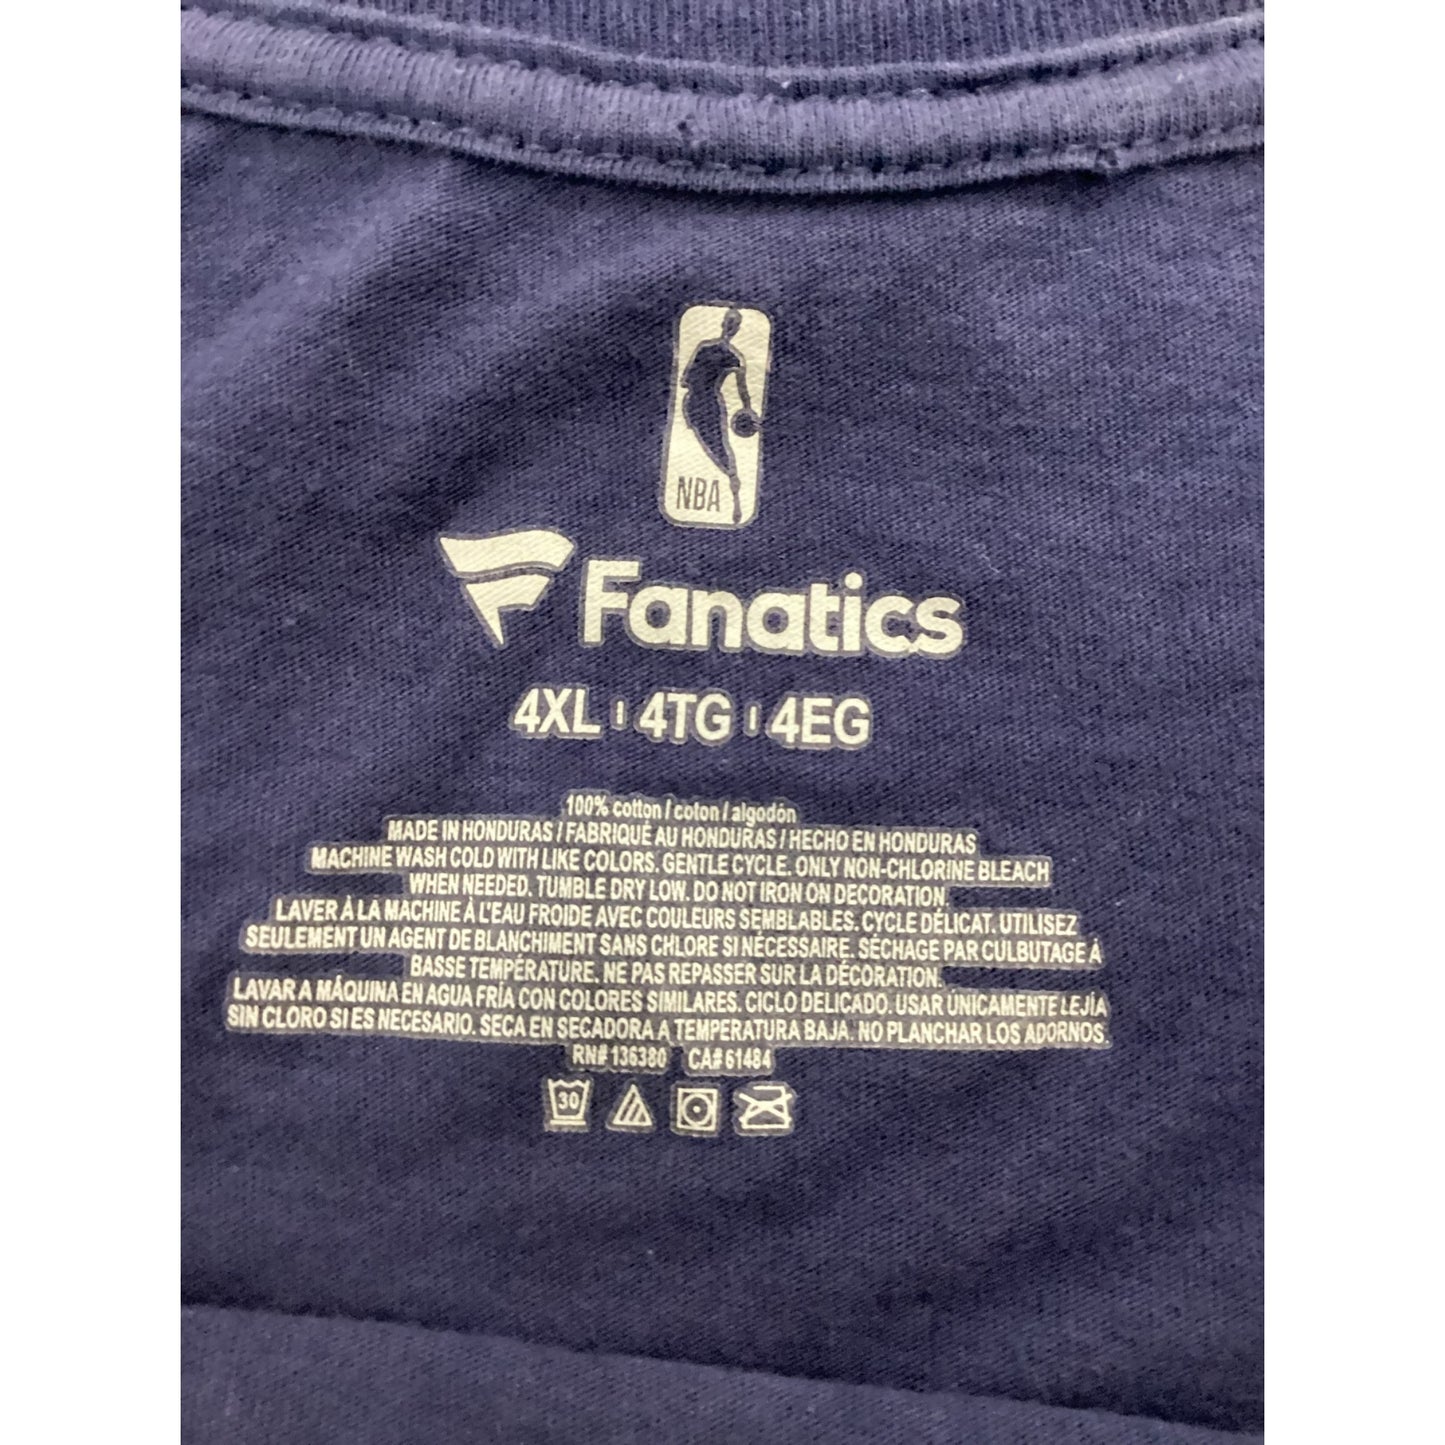 NBA
Fanatics
4XL | 4TG | 4EG
100% cotton / coton / algodón
MADE IN HONDURAS / FABRIQUÉ AU HONDURAS / HECHO EN HONDURAS
MACHINE WASH COLD WITH LIKE COLORS. GENTLE CYCLE. ONLY NON-CHLORINE BLEACH
WHEN NEEDED. TUMBLE DRY LOW. DO NOT IRON ON DECORATION.
LAVER À LA MACHINE À L'EAU FROIDE AVEC COULEURS SEMBLABLES. CYCLE DÉLICAT. UTILISEZ
SEULEMENT UN AGENT DE BLANCHIMENT SANS CHLORE SI NÉCESSAIRE. SÉCHAGE PAR CULBUTAGE À
BASSE TEMPÉRATURE. NE PAS REPASSER SUR LA DÉCORATION.
LAVAR A MÁQUINA EN AGUA FRÍA CON COLORES SIMILARES. CICLO DELICADO. USAR ÚNICAMENTE LEJÍA
SIN CLORO SI ES NECESARIO. SECA EN SECADORA A TEMPERATURA BAJA. NO PLANCHAR LOS ADORNOS.
RN# 136380 CA# 61484
30